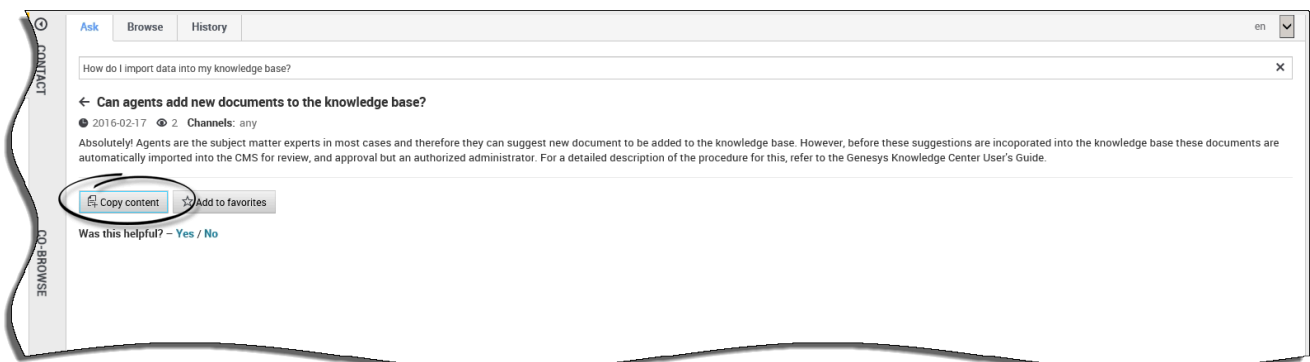 Ask Browse History en
CONTACT
How do I import data into my knowledge base?
← Can agents add new documents to the knowledge base?
2016-02-17 2 Channels: any
Absolutely! Agents are the subject matter experts in most cases and therefore they can suggest new document to be added to the knowledge base. However, before these suggestions are incoporated into the knowledge base these documents are
automatically imported into the CMS for review, and approval but an authorized administrator. For a detailed description of the procedure for this, refer to the Genesys Knowledge Center User's Guide.
Copy content Add to favorites
Was this helpful? – Yes / No
CO-BROWSE